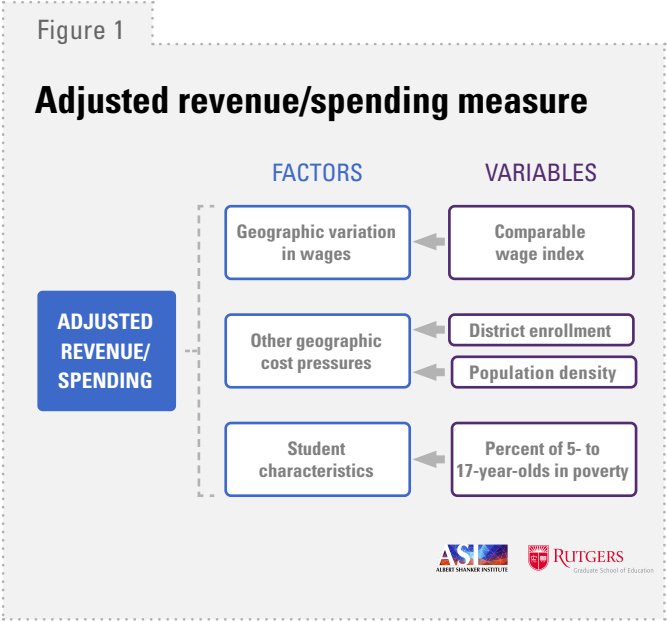 Figure 1
Adjusted revenue/spending measure
FACTORS
VARIABLES
ADJUSTED
REVENUE/
SPENDING
Geographic variation
in wages
Comparable
wage index
Other geographic
cost pressures
District enrollment
Population density
Student
characteristics
Percent of 5- to
17-year-olds in poverty
ASI
ALBERT SHANKER INSTITUTE
RUTGERS
Graduate School of Education